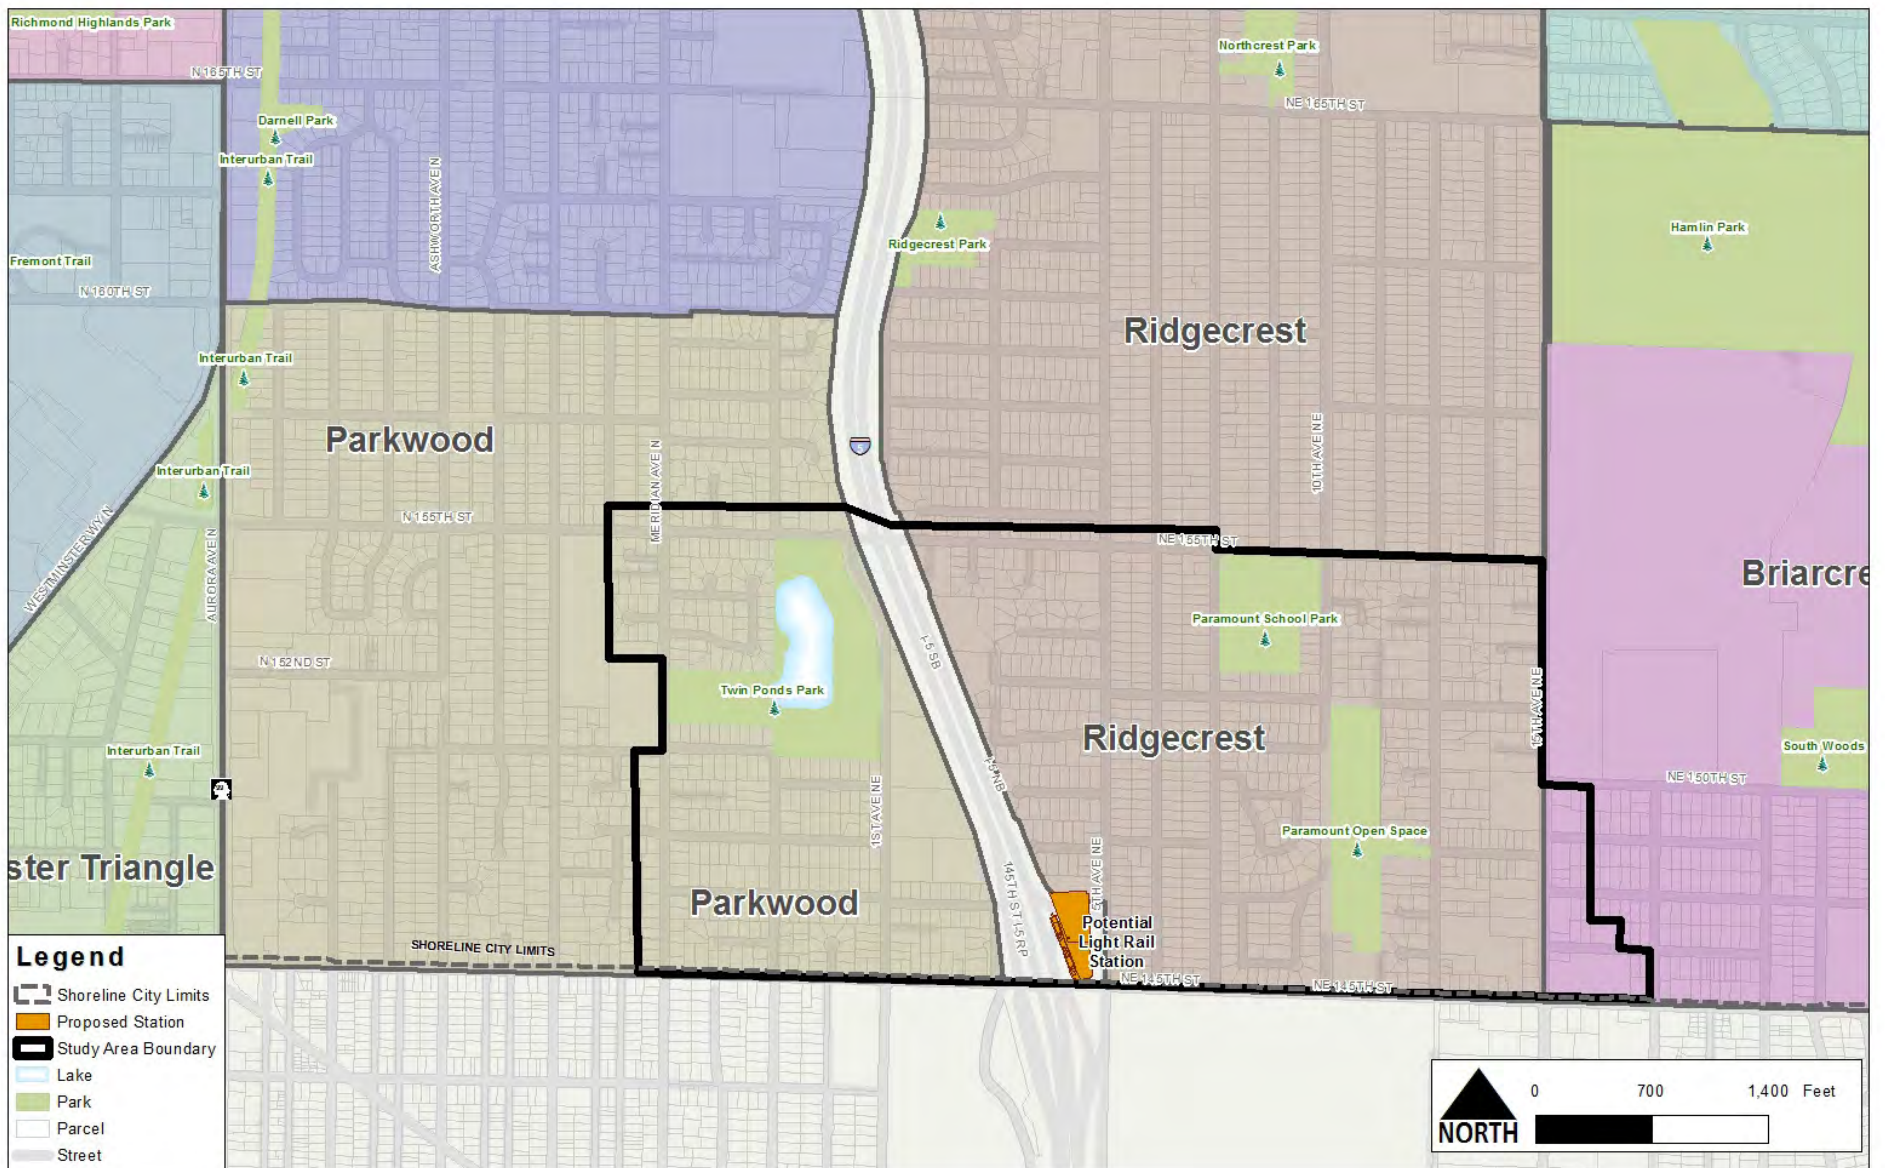 Richmond Highlands Park
N 165TH ST
Darnell Park
Interurban Trail
ASHWORTH AVE N
Fremont Trail
N 160TH ST
Northcrest Park
NE 165TH ST
Ridgecrest Park
Hamlin Park
Ridgecrest
Interurban Trail
Parkwood
Interurban Trail
MERIDIAN AVE N
5
10TH AVE NE
N 155TH ST
WESTMINSTER WY N
AURORA AVE N
NE 155TH ST
Briarcre
N 152ND ST
I-5 SB
Paramount School Park
Twin Ponds Park
15TH AVE NE
Ridgecrest
Interurban Trail
I-5 NB
South Woods
NE 150TH ST
99
1ST AVE NE
Paramount Open Space
ster Triangle
Parkwood
145TH ST I-5 RP
5TH AVE NE
Potential
Light Rail
Station
SHORELINE CITY LIMITS
NE 145TH ST
NE 145TH ST
Legend
Shoreline City Limits
Proposed Station
Study Area Boundary
Lake
Park
Parcel
Street
0 700 1,400 Feet
NORTH